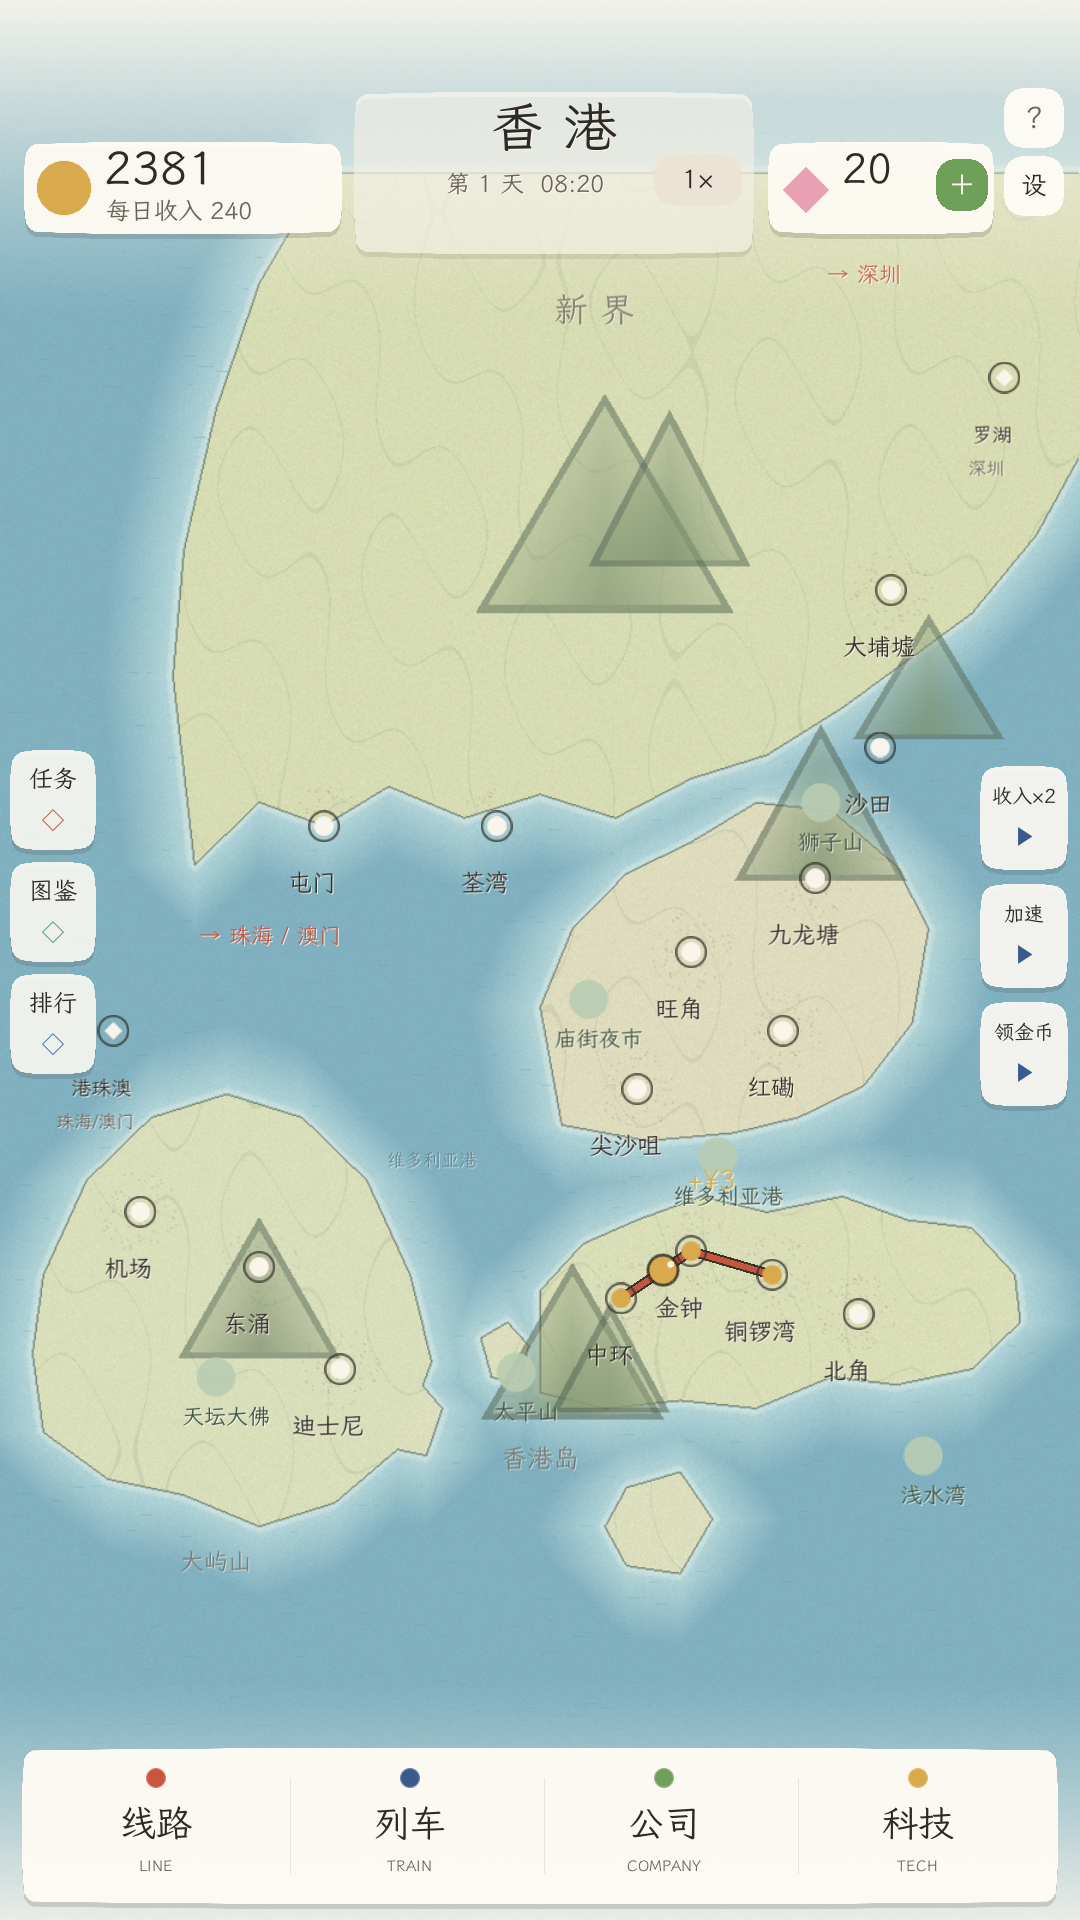 香港
?
2381
每日收入 240
第 1 天 08:20
1×
20
+
设
→ 深圳
新界
罗湖
深圳
大埔墟
任务
沙田
收入×2
狮子山
屯门
荃湾
图鉴
加速
→ 珠海 / 澳门
九龙塘
排行
旺角
庙街夜市
领金币
港珠澳
红磡
珠海/澳门
尖沙咀
维多利亚港
+¥3
维多利亚港
机场
金钟
东涌
铜锣湾
中环
北角
天坛大佛
迪士尼
太平山
香港岛
浅水湾
大屿山
线路
列车
公司
科技
LINE
TRAIN
COMPANY
TECH